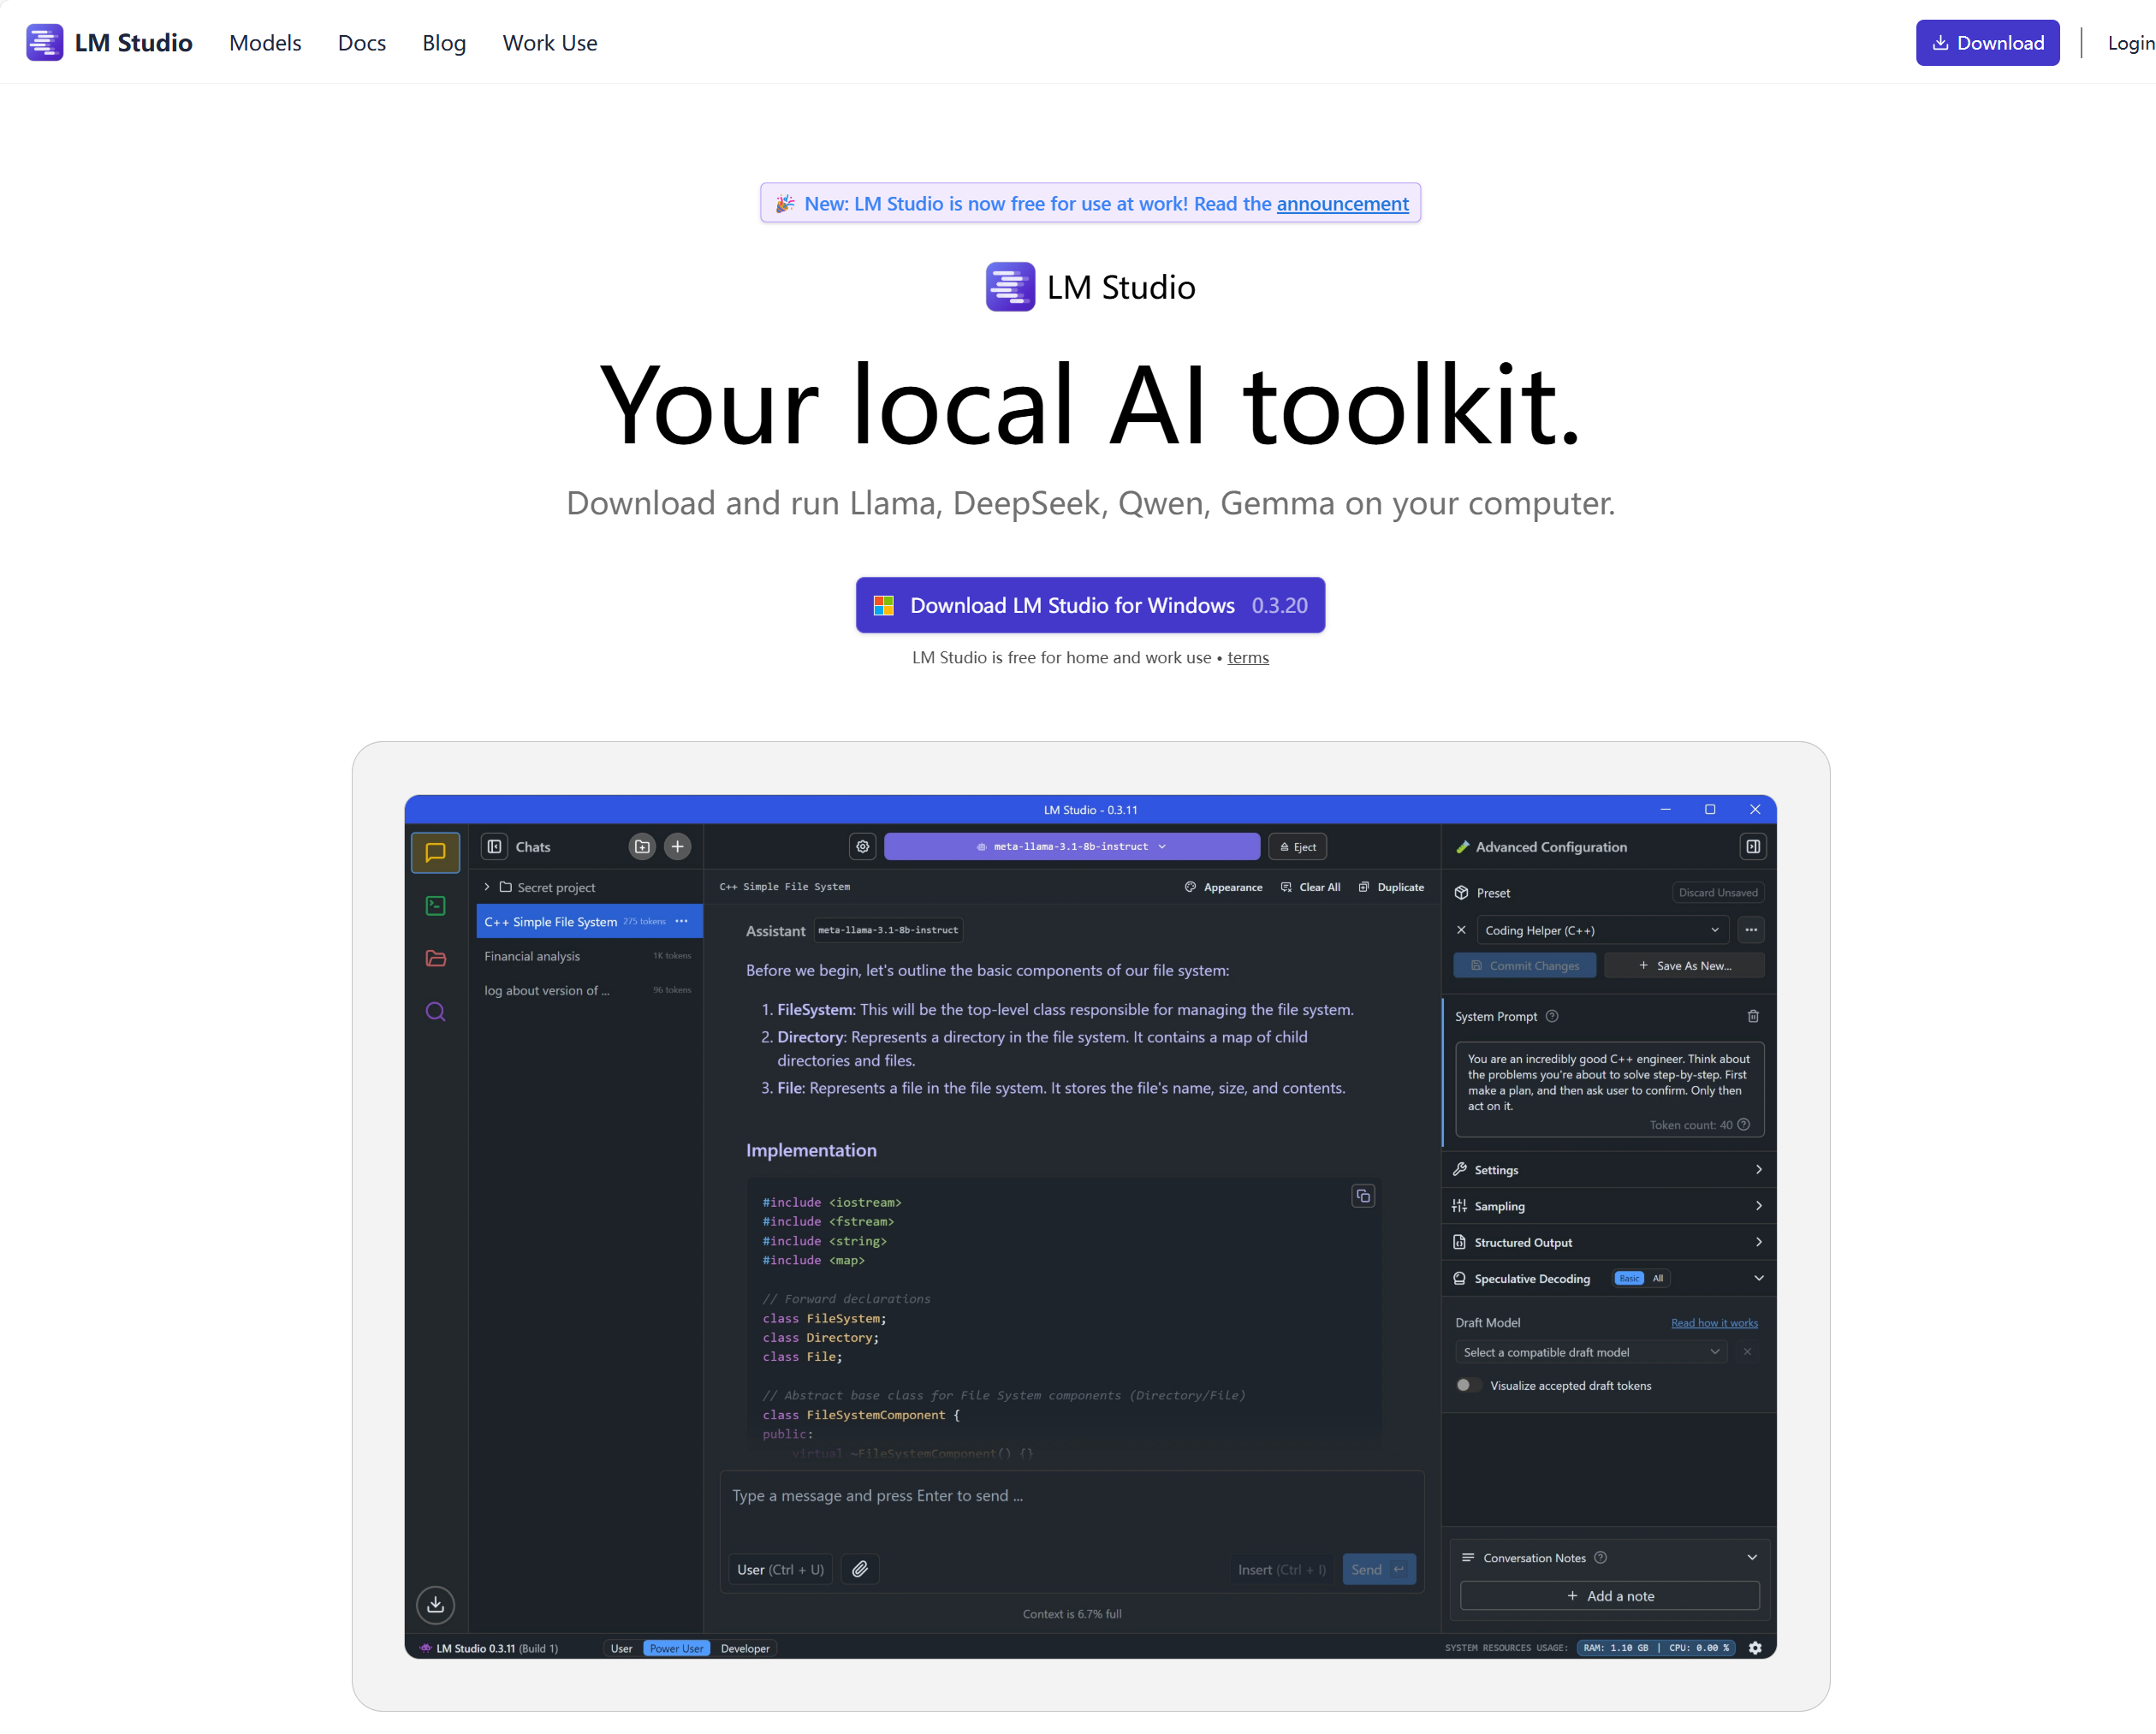 LM Studio
Models
Docs
Blog
Work Use
Download
Login
🎉 New: LM Studio is now free for use at work! Read the announcement
LM Studio
Your local AI toolkit.
Download and run Llama, DeepSeek, Qwen, Gemma on your computer.
Download LM Studio for Windows 0.3.20
LM Studio is free for home and work use • terms
LM Studio - 0.3.11
Chats
Secret project
C++ Simple File System 275 tokens
Financial analysis 1K tokens
log about version of ... 96 tokens
meta-llama-3.1-8b-instruct
Eject
C++ Simple File System
Appearance
Clear All
Duplicate
Assistant meta-llama-3.1-8b-instruct
Before we begin, let's outline the basic components of our file system:
1. FileSystem: This will be the top-level class responsible for managing the file system.
2. Directory: Represents a directory in the file system. It contains a map of child
directories and files.
3. File: Represents a file in the file system. It stores the file's name, size, and contents.
Implementation
#include <iostream>
#include <fstream>
#include <string>
#include <map>
// Forward declarations
class FileSystem;
class Directory;
class File;
// Abstract base class for File System components (Directory/File)
class FileSystemComponent {
public:
virtual ~FileSystemComponent() {}
Type a message and press Enter to send ...
User (Ctrl + U)
Insert (Ctrl + I)
Send
Context is 6.7% full
Advanced Configuration
Preset
Discard Unsaved
Coding Helper (C++)
Commit Changes
+ Save As New...
System Prompt
You are an incredibly good C++ engineer. Think about
the problems you're about to solve step-by-step. First
make a plan, and then ask user to confirm. Only then
act on it.
Token count: 40
Settings
Sampling
Structured Output
Speculative Decoding Basic All
Draft Model
Read how it works
Select a compatible draft model
Visualize accepted draft tokens
Conversation Notes
+ Add a note
LM Studio 0.3.11 (Build 1)
User
Power User
Developer
SYSTEM RESOURCES USAGE: RAM: 1.10 GB | CPU: 0.00 %